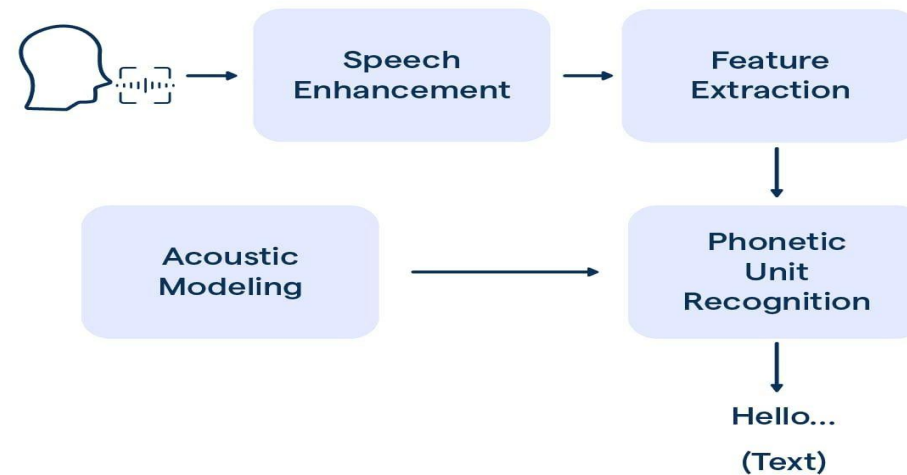 Speech
Enhancement
Feature
Extraction
Acoustic
Modeling
Phonetic
Unit
Recognition
Hello...
(Text)